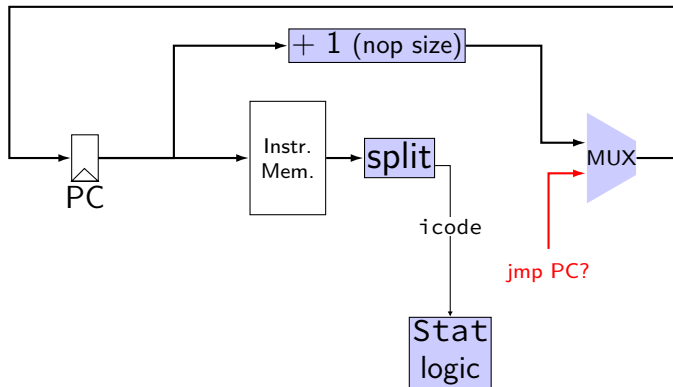 + 1 (nop size)
Instr.
Mem.
split
MUX
PC
icode
jmp PC?
Stat
logic